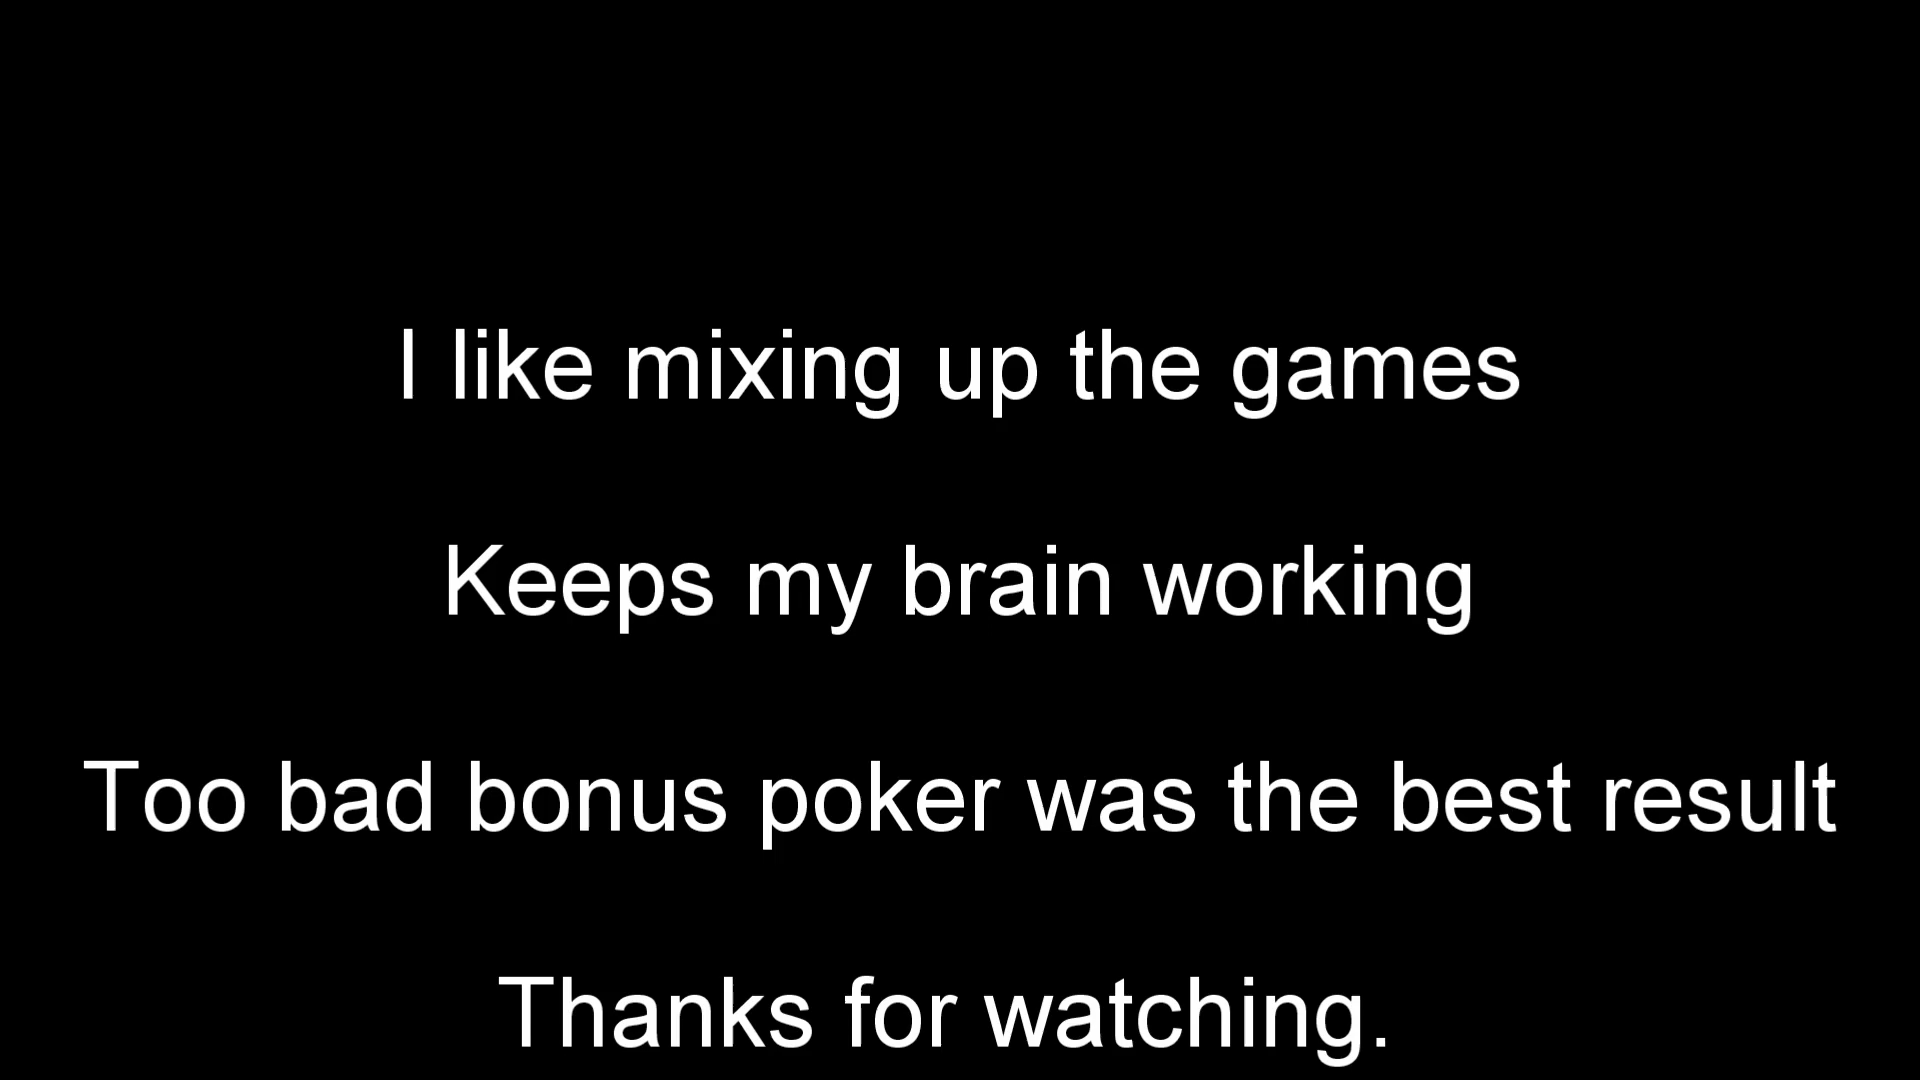 I like mixing up the games
Keeps my brain working
Too bad bonus poker was the best result
Thanks for watching.